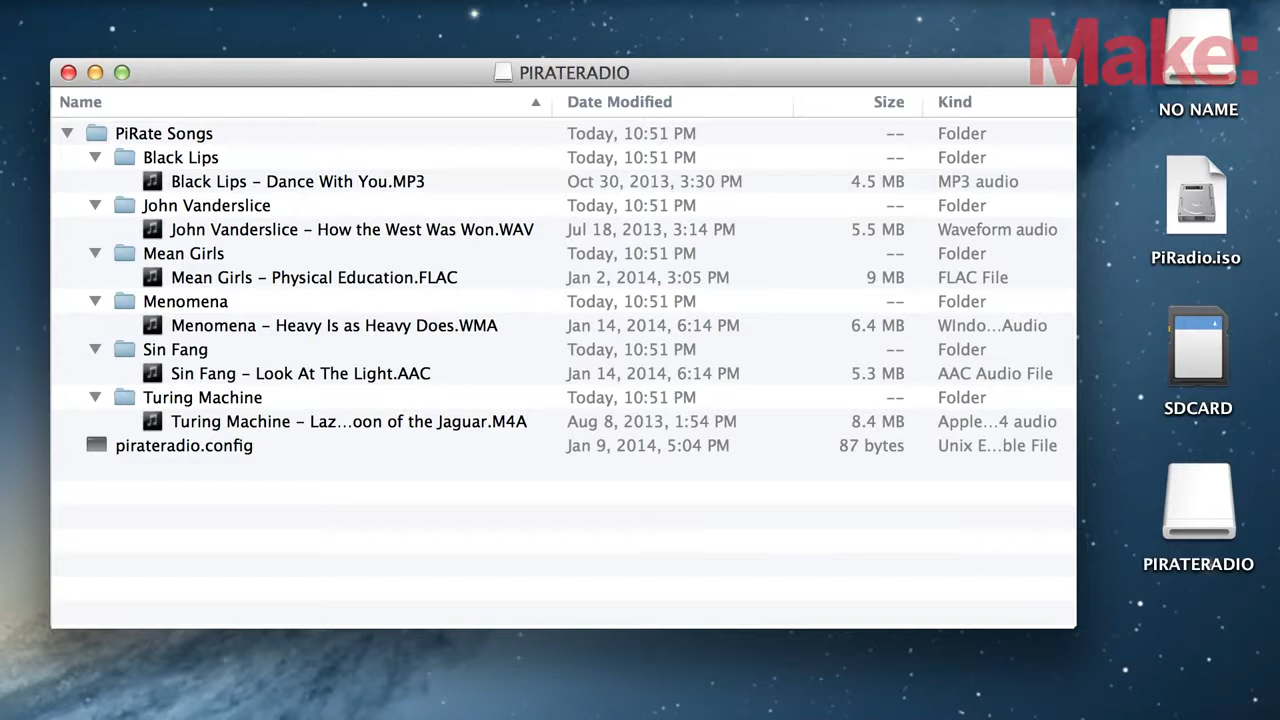 Make:
PIRATERADIO
Name Date Modified Size Kind
PiRate Songs Today, 10:51 PM -- Folder
Black Lips Today, 10:51 PM -- Folder
Black Lips – Dance With You.MP3 Oct 30, 2013, 3:30 PM 4.5 MB MP3 audio
John Vanderslice Today, 10:51 PM -- Folder
John Vanderslice – How the West Was Won.WAV Jul 18, 2013, 3:14 PM 5.5 MB Waveform audio
Mean Girls Today, 10:51 PM -- Folder
Mean Girls – Physical Education.FLAC Jan 2, 2014, 3:05 PM 9 MB FLAC File
Menomena Today, 10:51 PM -- Folder
Menomena – Heavy Is as Heavy Does.WMA Jan 14, 2014, 6:14 PM 6.4 MB WIndo...Audio
Sin Fang Today, 10:51 PM -- Folder
Sin Fang – Look At The Light.AAC Jan 14, 2014, 6:14 PM 5.3 MB AAC Audio File
Turing Machine Today, 10:51 PM -- Folder
Turing Machine – Laz...oon of the Jaguar.M4A Aug 8, 2013, 1:54 PM 8.4 MB Apple...4 audio
pirateradio.config Jan 9, 2014, 5:04 PM 87 bytes Unix E...ble File
NO NAME
PiRadio.iso
SDCARD
PIRATERADIO